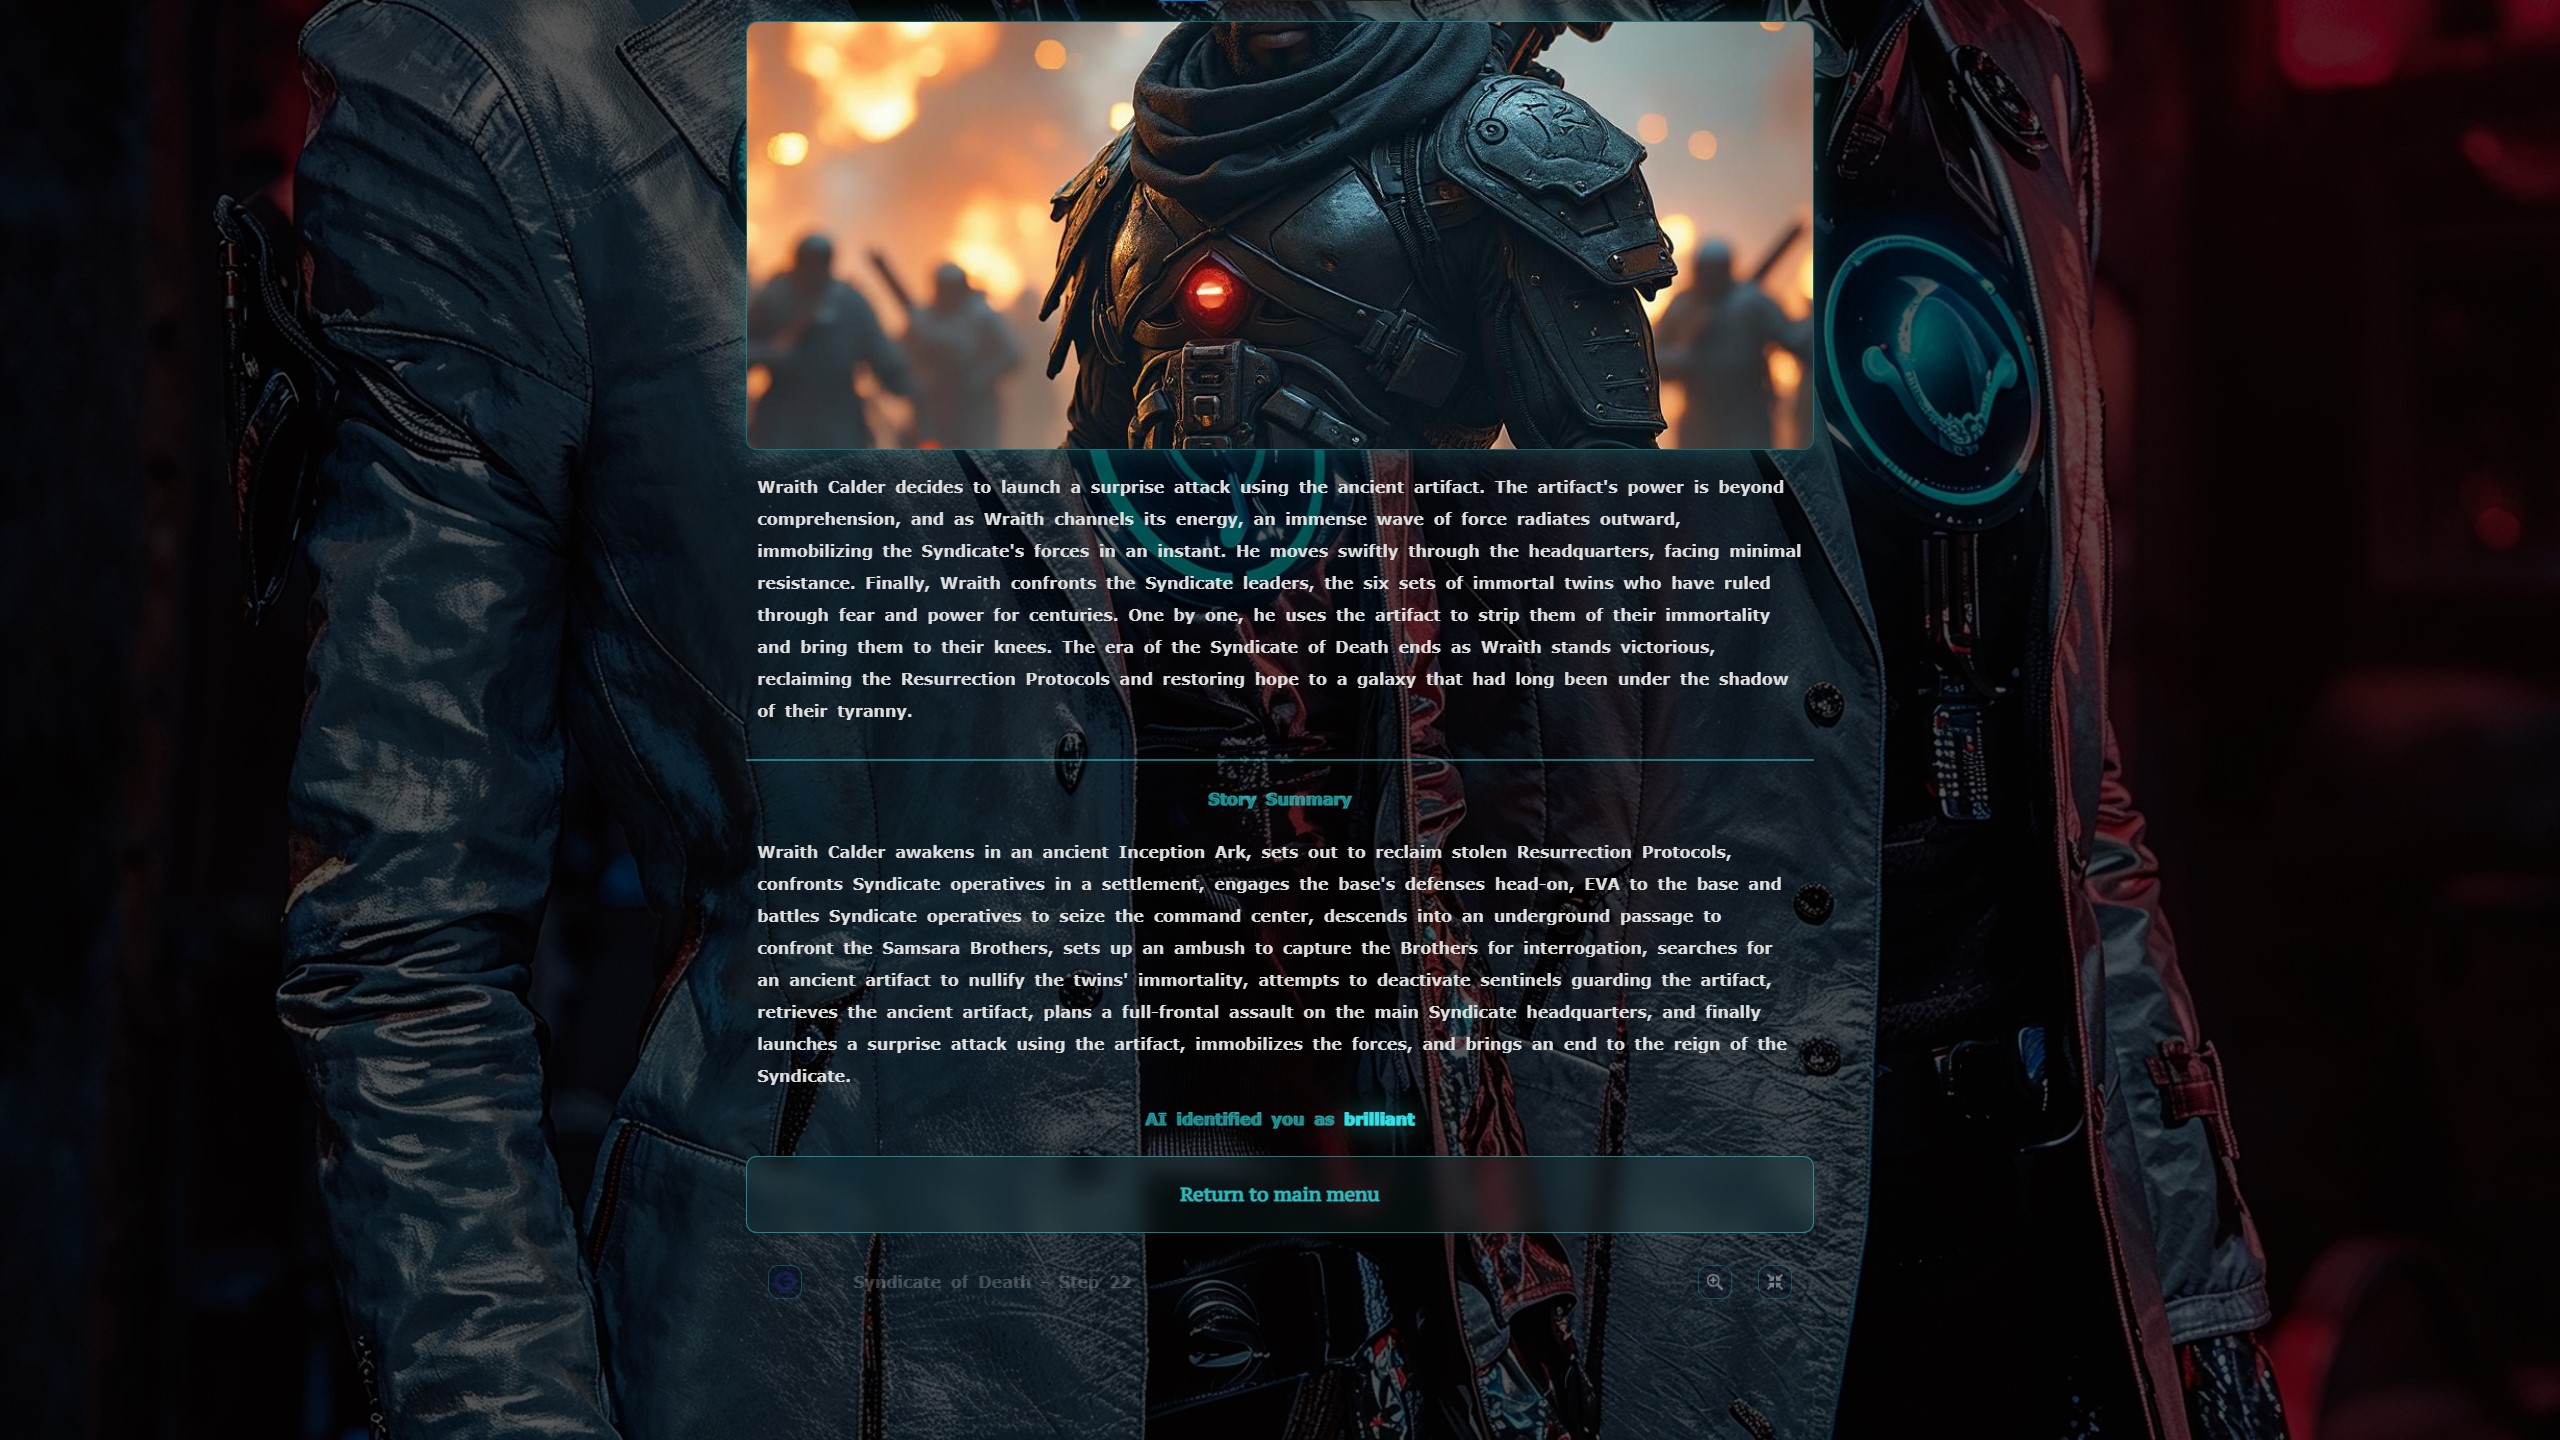 Wraith Calder decides to launch a surprise attack using the ancient artifact. The artifact's power is beyond
comprehension, and as Wraith channels its energy, an immense wave of force radiates outward,
immobilizing the Syndicate's forces in an instant. He moves swiftly through the headquarters, facing minimal
resistance. Finally, Wraith confronts the Syndicate leaders, the six sets of immortal twins who have ruled
through fear and power for centuries. One by one, he uses the artifact to strip them of their immortality
and bring them to their knees. The era of the Syndicate of Death ends as Wraith stands victorious,
reclaiming the Resurrection Protocols and restoring hope to a galaxy that had long been under the shadow
of their tyranny.
Story Summary
Wraith Calder awakens in an ancient Inception Ark, sets out to reclaim stolen Resurrection Protocols,
confronts Syndicate operatives in a settlement, engages the base's defenses head-on, EVA to the base and
battles Syndicate operatives to seize the command center, descends into an underground passage to
confront the Samsara Brothers, sets up an ambush to capture the Brothers for interrogation, searches for
an ancient artifact to nullify the twins' immortality, attempts to deactivate sentinels guarding the artifact,
retrieves the ancient artifact, plans a full-frontal assault on the main Syndicate headquarters, and finally
launches a surprise attack using the artifact, immobilizes the forces, and brings an end to the reign of the
Syndicate.
AI identified you as brilliant
Return to main menu
Syndicate of Death - Step 22